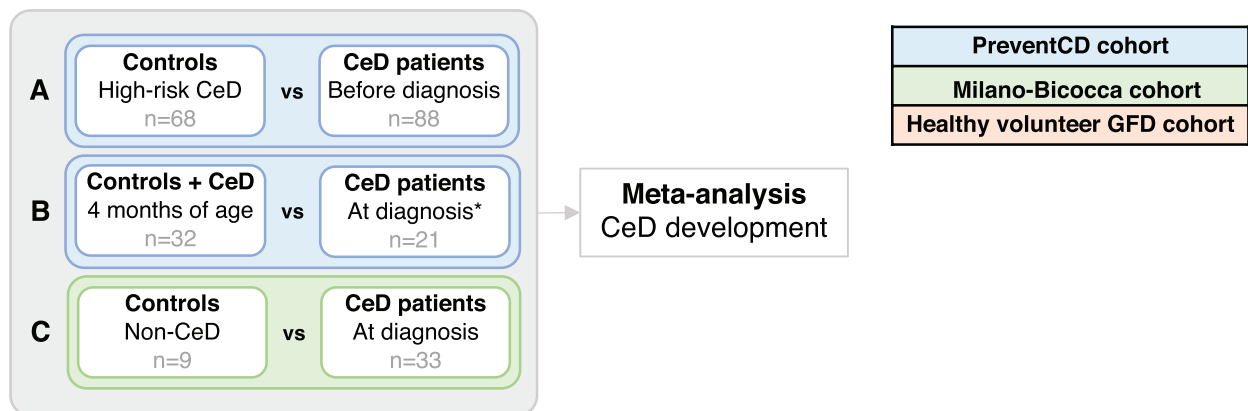 A
Controls
High-risk CeD
n=68
vs
CeD patients
Before diagnosis
n=88
B
Controls + CeD
4 months of age
n=32
vs
CeD patients
At diagnosis*
n=21
C
Controls
Non-CeD
n=9
vs
CeD patients
At diagnosis
n=33
Meta-analysis
CeD development
PreventCD cohort
Milano-Bicocca cohort
Healthy volunteer GFD cohort